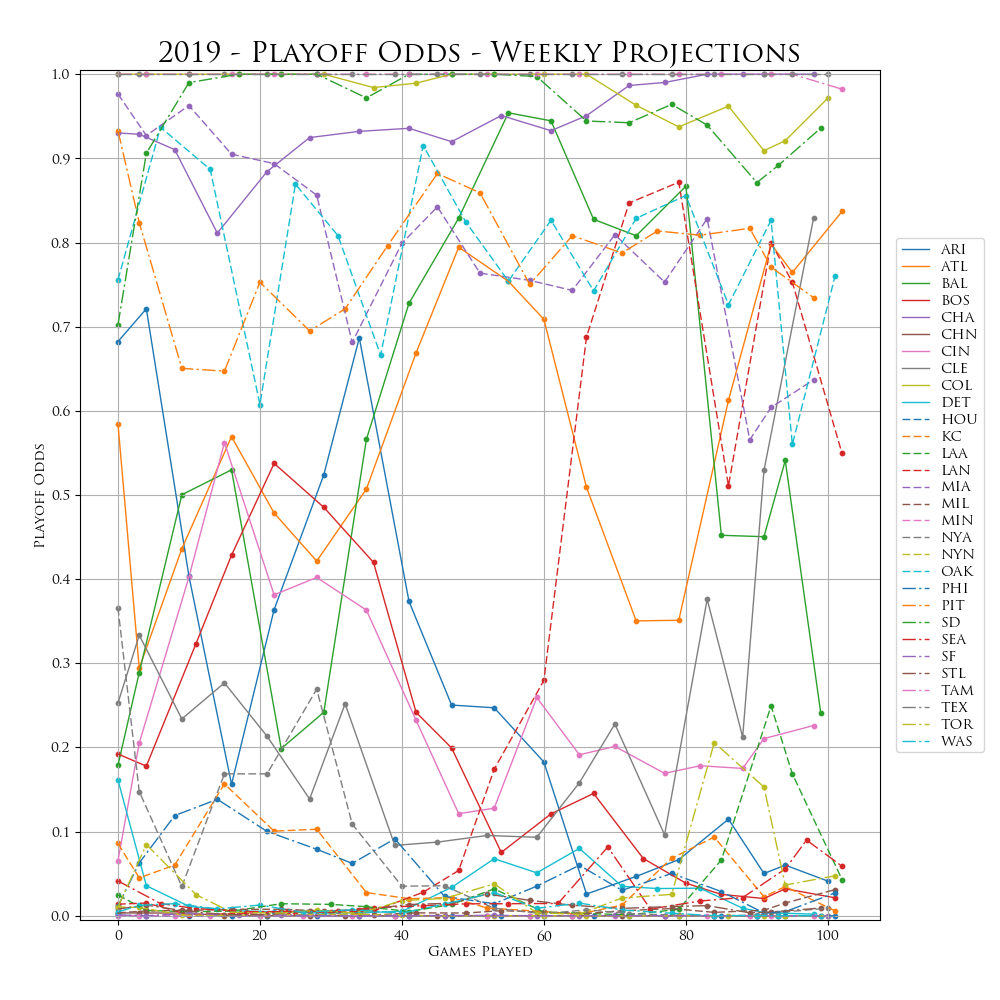 2019 - Playoff Odds - Weekly Projections
1.0
0.9
0.8
0.7
0.6
0.5
0.4
0.3
0.2
0.1
0.0
Playoff Odds
0 20 40 60 80 100
Games Played
ARI
ATL
BAL
BOS
CHA
CHN
CIN
CLE
COL
DET
HOU
KC
LAA
LAN
MIA
MIL
MIN
NYA
NYN
OAK
PHI
PIT
SD
SEA
SF
STL
TAM
TEX
TOR
WAS